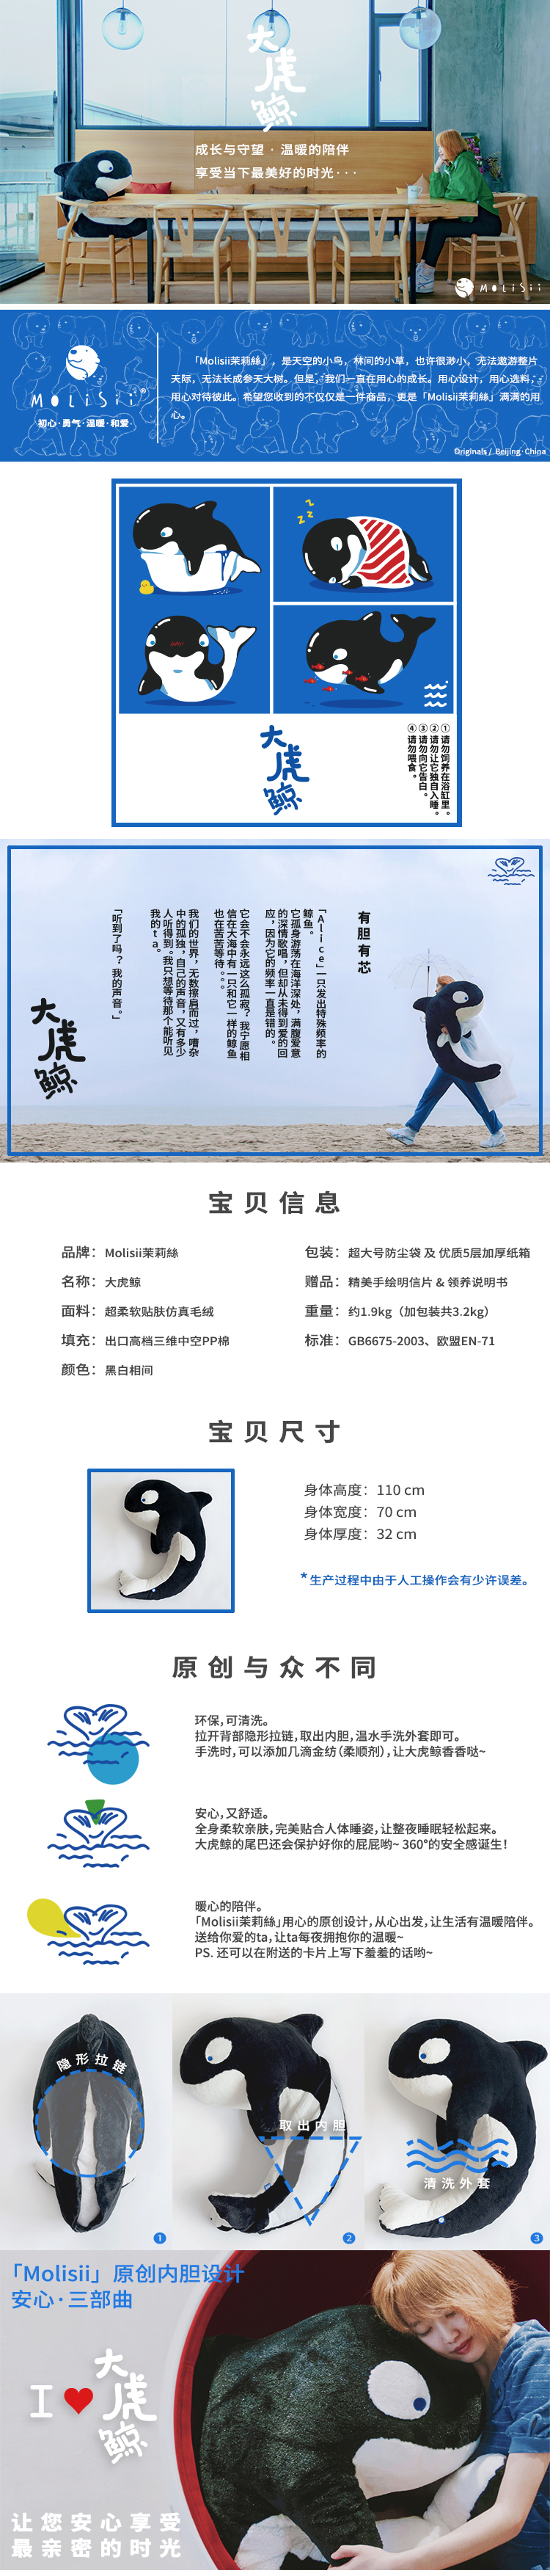 大虎鲸
成长与守望 · 温暖的陪伴
享受当下最美好的时光···
MOLiSii
MOLiSii®
初心·勇气·温暖·和爱
「Molisii茉莉絲」，是天空的小鸟，林间的小草，也许很渺小，无法遨游整片
天际，无法长成参天大树。但是，我们一直在用心的成长。用心设计，用心选料，
用心对待彼此。希望您收到的不仅仅是一件商品，更是「Molisii茉莉絲」满满的用
心。
Originals / Beijing·China
z z z
大虎鲸
①请勿饲养在浴缸里。
②请勿让它独自入睡。
③请勿向它告白。
④请勿喂食。
有胆有芯
「Alice」一只发出特殊频率的
鲸鱼。
它孤身游荡在海洋深处，满腹爱意
的深情歌唱，但却从未得到爱的回
应，因为它的频率一直是错的。
它会不会永远这么孤寂？我宁愿相
信在大海中有一只和它一样的鲸鱼
也在苦苦等待。。。
我们的世界，无数擦肩而过，嘈杂
中的孤独，自己的声音，又有多少
人听得到。我只想等待那个能听见
我的ta。
「听到了吗？我的声音。」
大虎鲸
宝贝信息
品牌：Molisii茉莉絲
包装：超大号防尘袋 及 优质5层加厚纸箱
名称：大虎鲸
赠品：精美手绘明信片 & 领养说明书
面料：超柔软贴肤仿真毛绒
重量：约1.9kg（加包装共3.2kg）
填充：出口高档三维中空PP棉
标准：GB6675-2003、欧盟EN-71
颜色：黑白相间
宝贝尺寸
身体高度：110 cm
身体宽度：70 cm
身体厚度：32 cm
*生产过程中由于人工操作会有少许误差。
原创与众不同
环保，可清洗。
拉开背部隐形拉链，取出内胆，温水手洗外套即可。
手洗时，可以添加几滴金纺（柔顺剂），让大虎鲸香香哒~
安心，又舒适。
全身柔软亲肤，完美贴合人体睡姿，让整夜睡眠轻松起来。
大虎鲸的尾巴还会保护好你的屁屁哟~ 360°的安全感诞生！
暖心的陪伴。
「Molisii茉莉絲」用心的原创设计，从心出发，让生活有温暖陪伴。
送给你爱的ta，让ta每夜拥抱你的温暖~
PS. 还可以在附送的卡片上写下羞羞的话哟~
隐形拉链
取出内胆
清洗外套
1
2
3
「Molisii」原创内胆设计
安心·三部曲
I ♥ 大虎鲸
让您安心享受
最亲密的时光